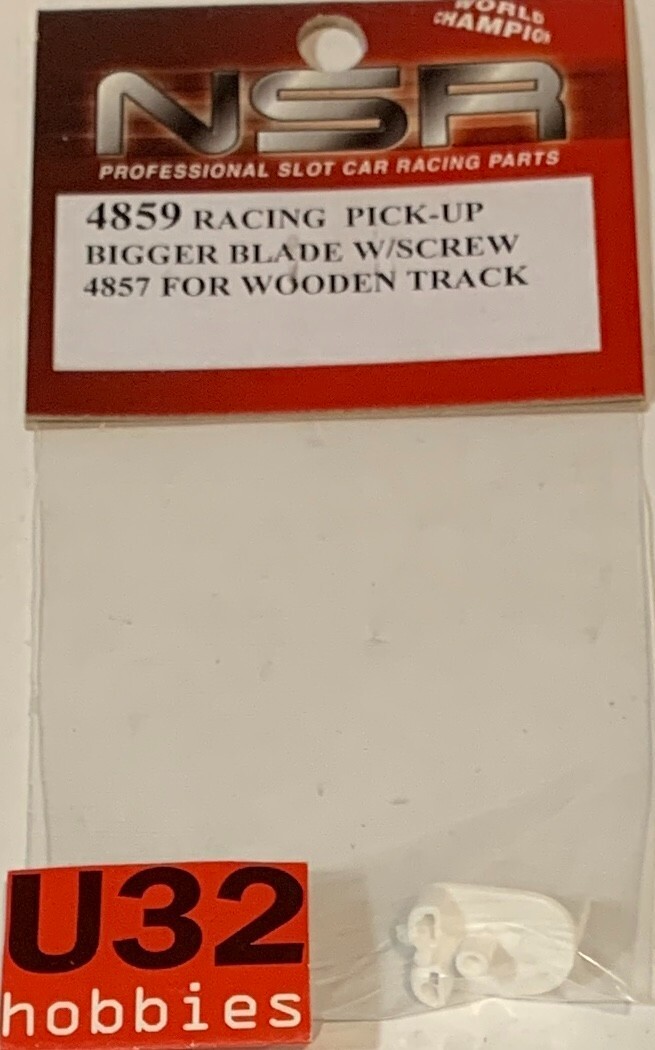 WORLD
CHAMPION
NSR
PROFESSIONAL SLOT CAR RACING PARTS
4859 RACING PICK-UP
BIGGER BLADE W/SCREW
4857 FOR WOODEN TRACK
U32
hobbies